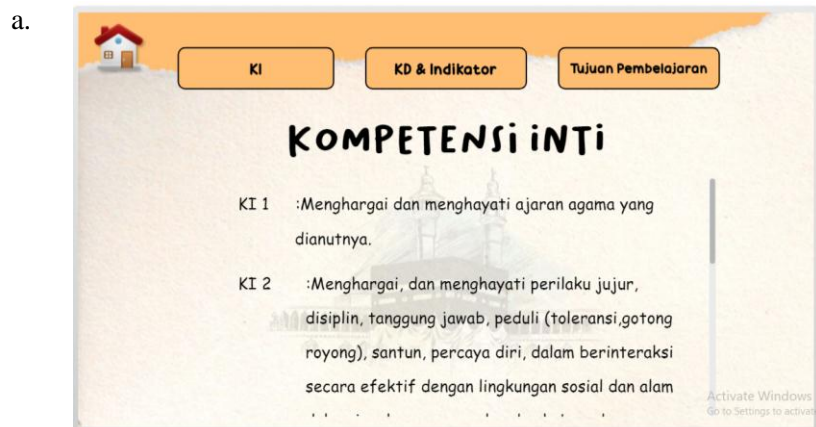 a.
KI
KD & Indikator
Tujuan Pembelajaran
KOMPETENSI INTI
KI 1 :Menghargai dan menghayati ajaran agama yang
dianutnya.
KI 2 :Menghargai, dan menghayati perilaku jujur,
disiplin, tanggung jawab, peduli (toleransi,gotong
royong), santun, percaya diri, dalam berinteraksi
secara efektif dengan lingkungan sosial dan alam
Activate Windows
Go to Settings to activat